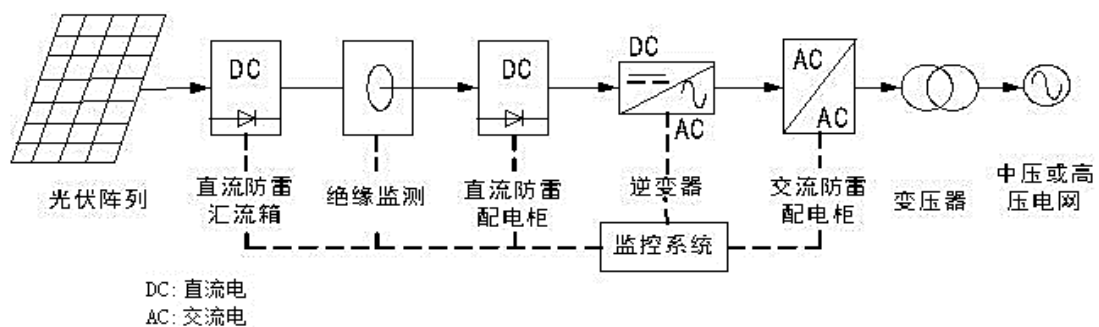 DC
DC
DC
AC
AC
AC
光伏阵列
直流防雷
汇流箱
绝缘监测
直流防雷
配电柜
逆变器
交流防雷
配电柜
变压器
中压或高
压电网
监控系统
DC: 直流电
AC: 交流电